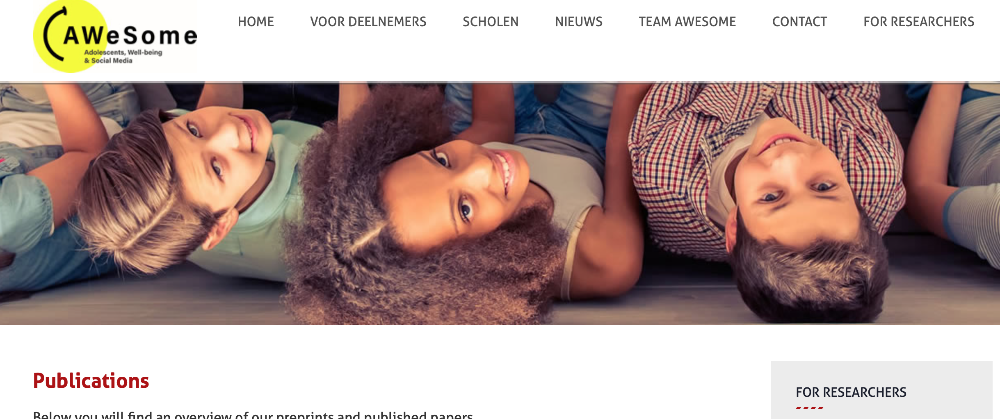 AWeSome
Adolescents, Well-being
& Social Media
HOME VOOR DEELNEMERS SCHOLEN NIEUWS TEAM AWESOME CONTACT FOR RESEARCHERS
Publications
Below you will find an overview of our preprints and published papers
FOR RESEARCHERS